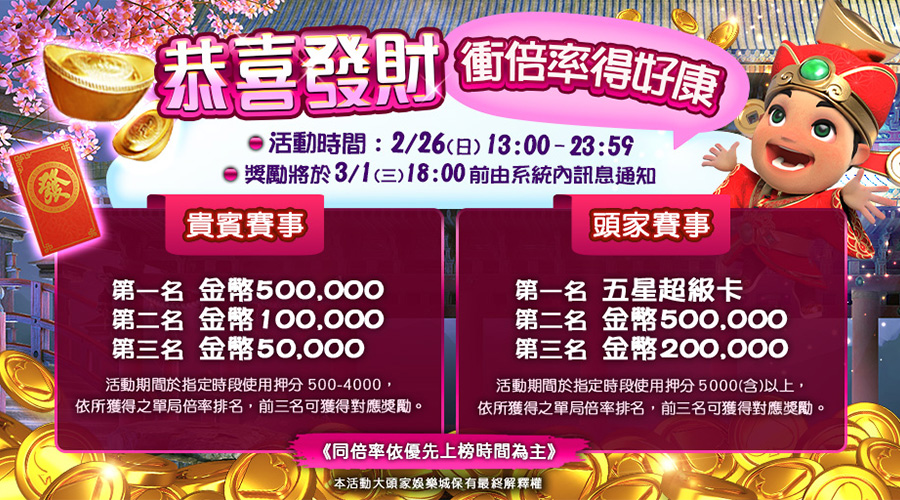 恭喜發財 衝倍率得好康
活動時間：2/26(日) 13:00-23:59
獎勵將於3/1(三)18:00前由系統內訊息通知
發
貴賓賽事
第一名 金幣500,000
第二名 金幣100,000
第三名 金幣50,000
活動期間於指定時段使用押分 500-4000，
依所獲得之單局倍率排名，前三名可獲得對應獎勵。
頭家賽事
第一名 五星超級卡
第二名 金幣500,000
第三名 金幣200,000
活動期間於指定時段使用押分 5000(含)以上，
依所獲得之單局倍率排名，前三名可獲得對應獎勵。
《同倍率依優先上榜時間為主》
本活動大頭家娛樂城保有最終解釋權